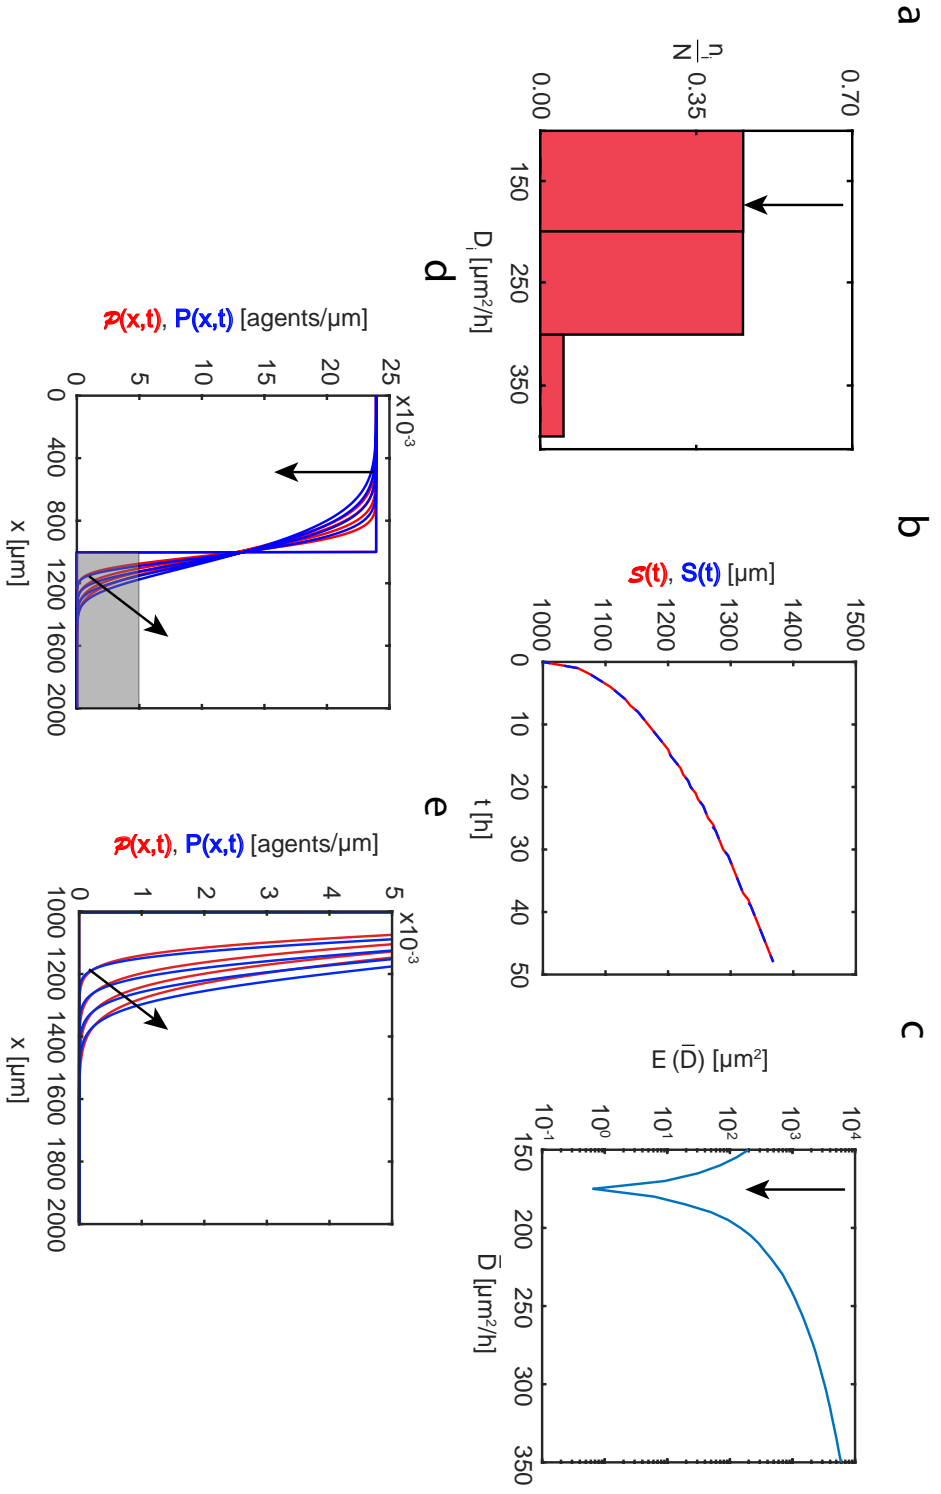 a
n_i
N
0.70
0.35
0.00
150
250
350
D_i [μm²/h]
b
S(t), S(t) [μm]
1500
1400
1300
1200
1100
1000
0
10
20
30
40
50
t [h]
c
E (D̅) [μm²]
10⁴
10³
10²
10¹
10⁰
10⁻¹
150
200
250
300
350
D̅ [μm²/h]
d
P(x,t), P(x,t) [agents/μm]
x10⁻³
25
20
15
10
5
0
0
400
800
1200
1600
2000
x [μm]
e
P(x,t), P(x,t) [agents/μm]
x10⁻³
5
4
3
2
1
0
1000
1200
1400
1600
1800
2000
x [μm]